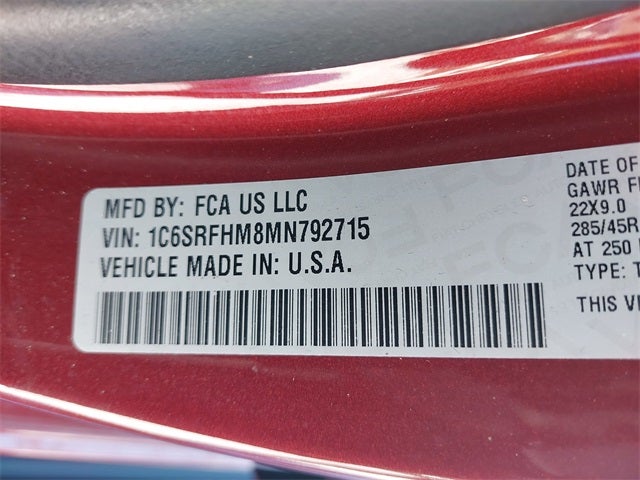 MFD BY: FCA US LLC
VIN: 1C6SRFHM8MN792715
VEHICLE MADE IN: U.S.A.
DATE OF
GAWR F
22X9.0
285/45R
AT 250
TYPE: T
THIS VE